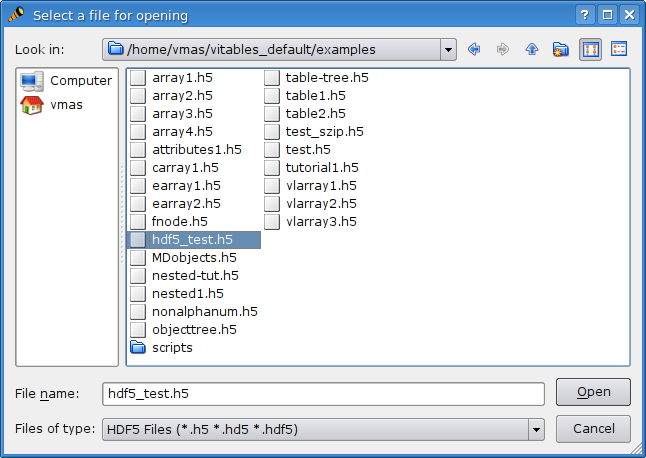 Select a file for opening
Look in: /home/vmas/vitables_default/examples
Computer
vmas
array1.h5
array2.h5
array3.h5
array4.h5
attributes1.h5
carray1.h5
earray1.h5
earray2.h5
fnode.h5
hdf5_test.h5
MDobjects.h5
nested-tut.h5
nested1.h5
nonalphanum.h5
objecttree.h5
scripts
table-tree.h5
table1.h5
table2.h5
test_szip.h5
test.h5
tutorial1.h5
vlarray1.h5
vlarray2.h5
vlarray3.h5
File name: hdf5_test.h5 Open
Files of type: HDF5 Files (*.h5 *.hd5 *.hdf5) Cancel